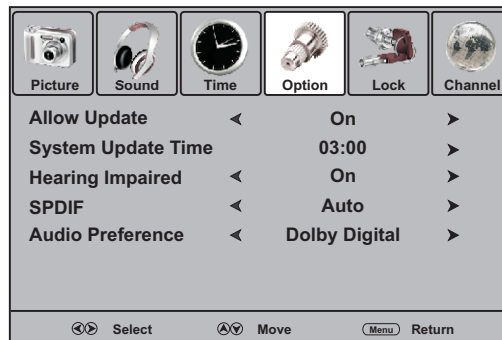 Picture Sound Time Option Lock Channel
Allow Update On
System Update Time 03:00
Hearing Impaired On
SPDIF Auto
Audio Preference Dolby Digital
Select Move Menu Return